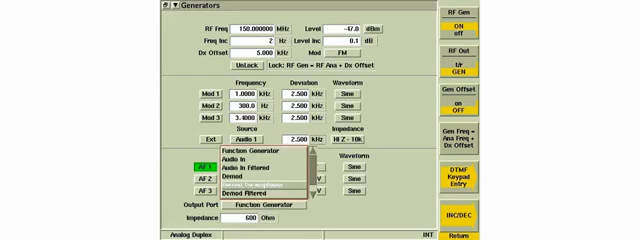 Generators
RF Gen
ON
off
RF Freq 150.000000 MHz Level -47.0 dBm
Freq Inc 2 Hz Level Inc 0.1 dB
Dx Offset 5.000 kHz Mod FM
UnLock Lock: RF Gen = RF Ana + Dx Offset
RF Out
t/r
GEN
Gen Offset
on
OFF
Frequency Deviation Waveform
Mod 1 1.0000 kHz 2.500 kHz Sine
Mod 2 300.0 Hz 2.500 kHz Sine
Mod 3 3.4000 kHz 2.500 kHz Sine
Source Impedance
Ext Audio 1 2.500 kHz Hi Z - 10k
Gen Freq =
Ana Freq +
Dx Offset
Function Generator
Audio In
Audio In Filtered
Demod
Demod Filtered
Waveform
AF 1 Sine
AF 2 V Sine
AF 3 V Sine
DTMF
Keypad
Entry
Output Port Function Generator
Impedance 600 Ohm
INC/DEC
Analog Duplex INT Return